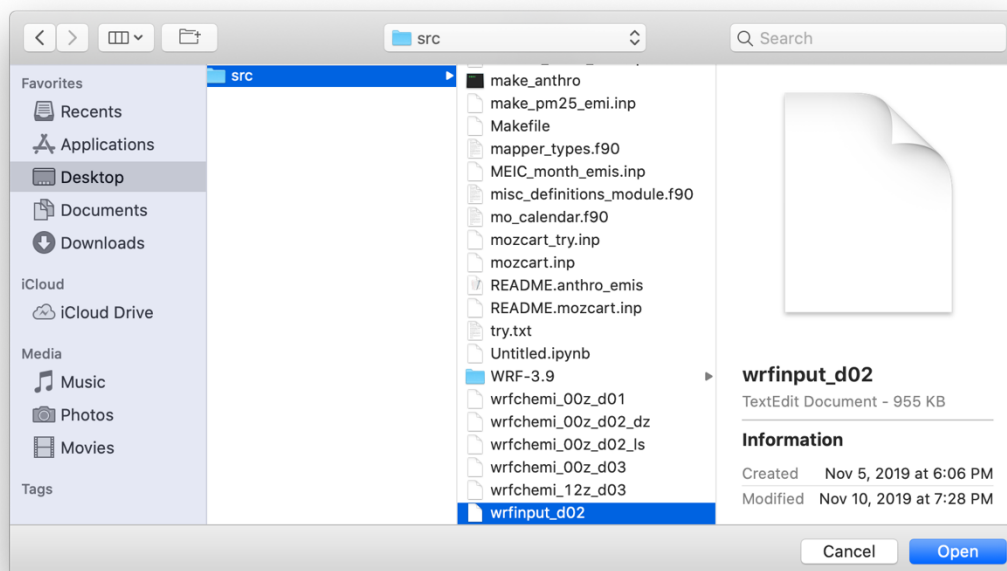 src
Search
Favorites
Recents
Applications
Desktop
Documents
Downloads
iCloud
iCloud Drive
Media
Music
Photos
Movies
Tags
src
make_anthro
make_pm25_emi.inp
Makefile
mapper_types.f90
MEIC_month_emis.inp
misc_definitions_module.f90
mo_calendar.f90
mozcart_try.inp
mozcart.inp
README.anthro_emis
README.mozcart.inp
try.txt
Untitled.ipynb
WRF-3.9
wrfchemi_00z_d01
wrfchemi_00z_d02_dz
wrfchemi_00z_d02_ls
wrfchemi_00z_d03
wrfchemi_12z_d03
wrfinput_d02
wrfinput_d02
TextEdit Document - 955 KB
Information
Created Nov 5, 2019 at 6:06 PM
Modified Nov 10, 2019 at 7:28 PM
Cancel Open